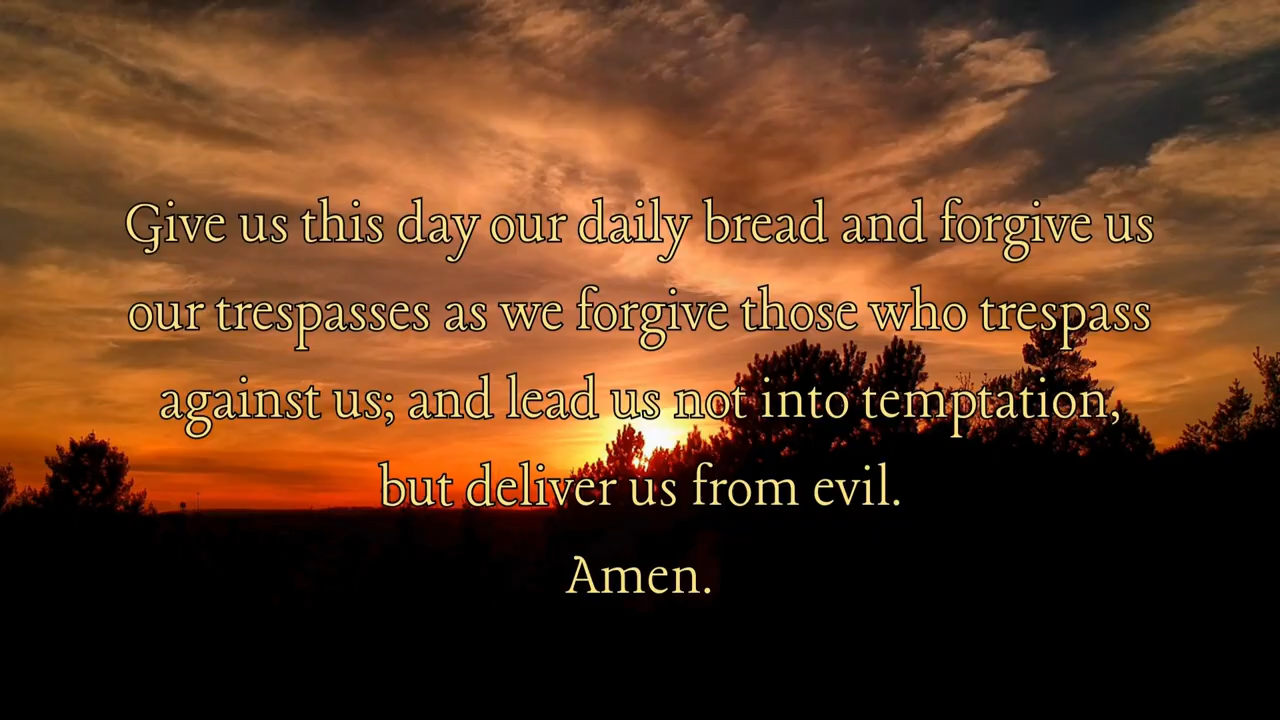 Give us this day our daily bread and forgive us
our trespasses as we forgive those who trespass
against us; and lead us not into temptation,
but deliver us from evil.
Amen.